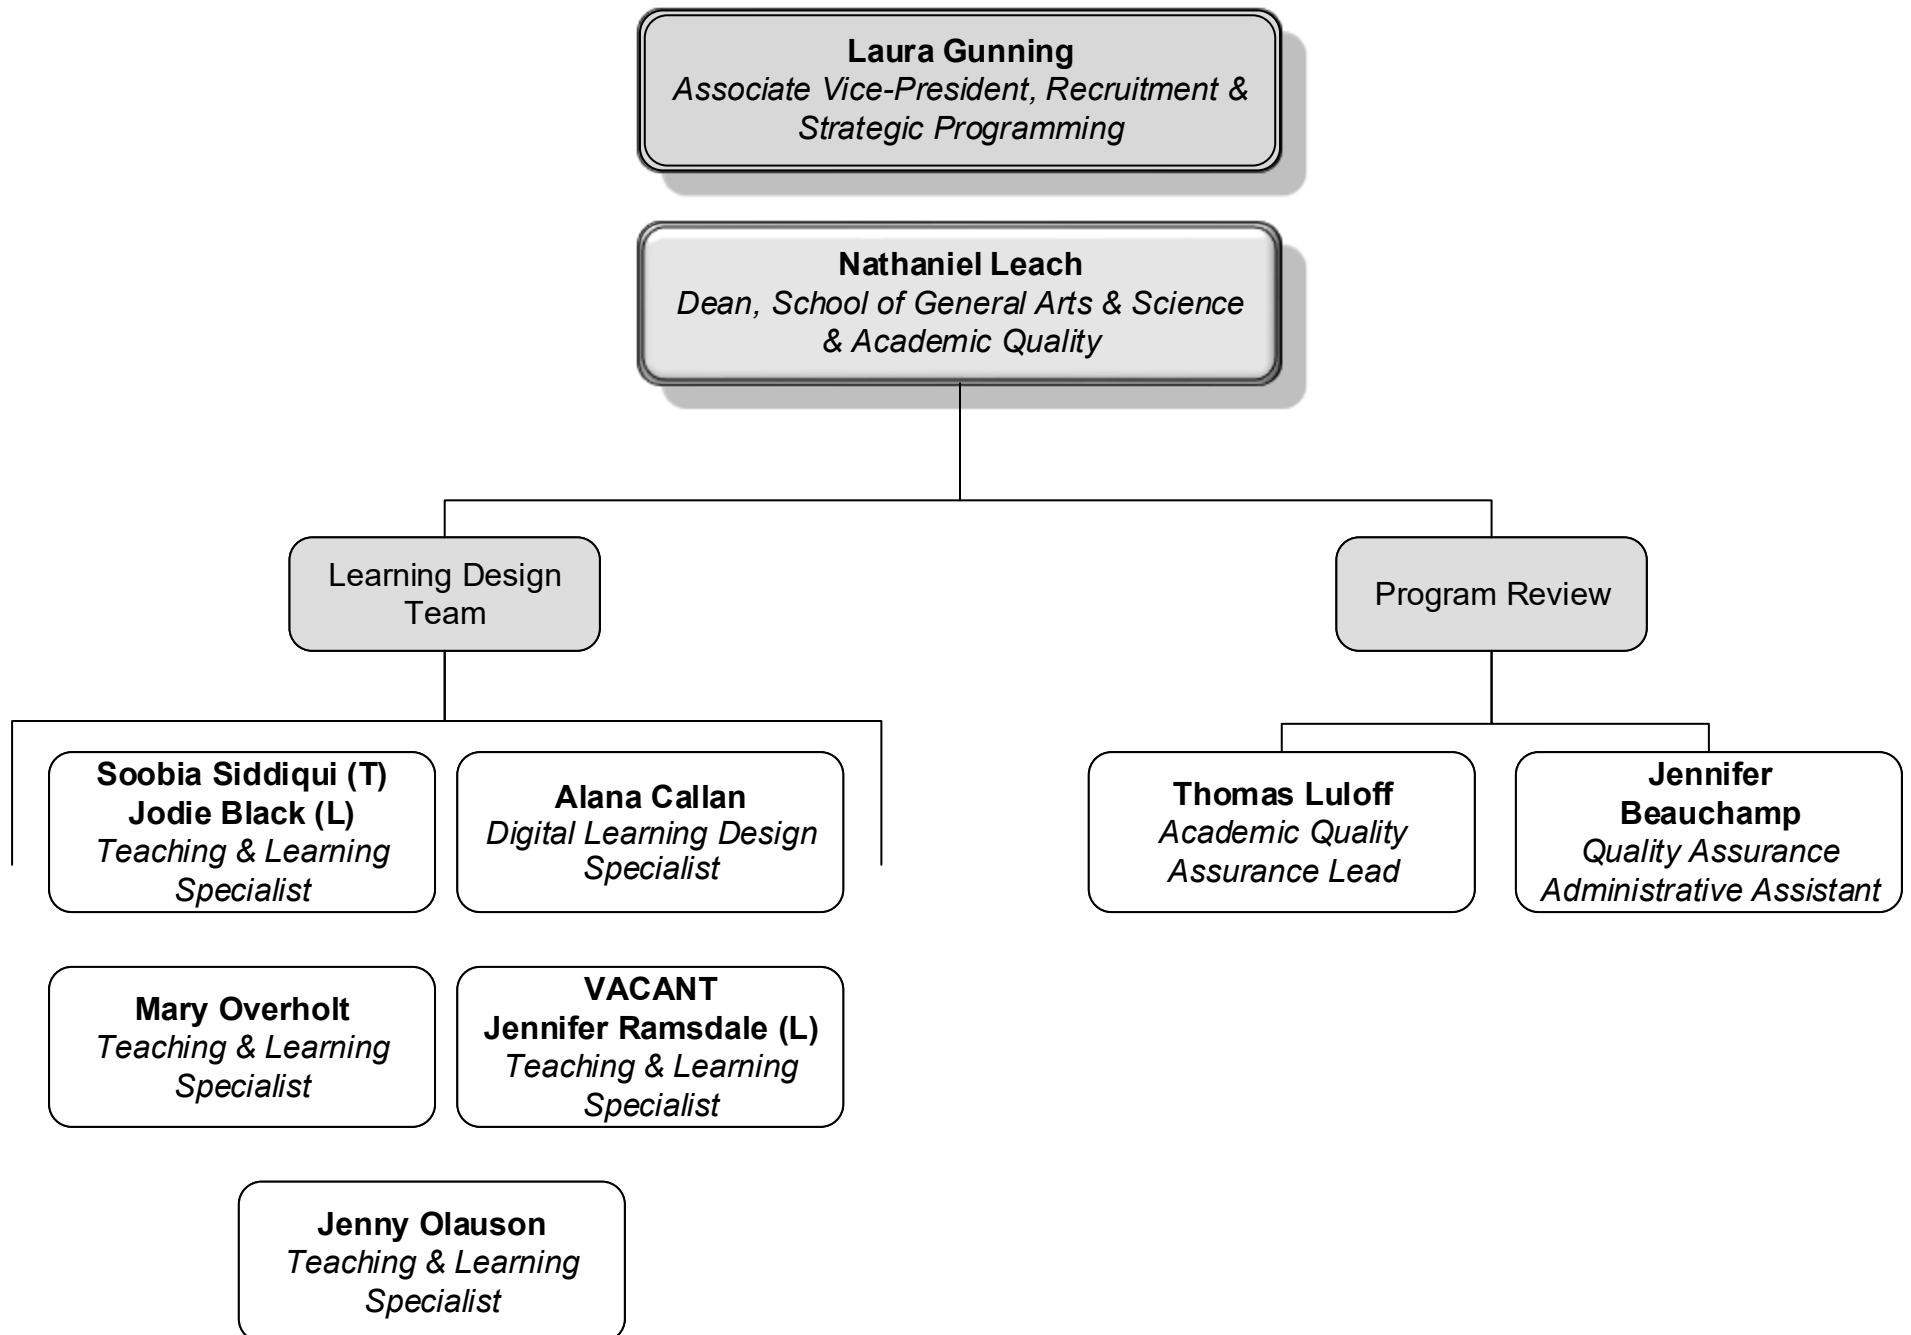 Laura Gunning
Associate Vice-President, Recruitment &
Strategic Programming
Nathaniel Leach
Dean, School of General Arts & Science
& Academic Quality
Learning Design
Team
Program Review
Soobia Siddiqui (T)
Jodie Black (L)
Teaching & Learning
Specialist
Alana Callan
Digital Learning Design
Specialist
Thomas Luloff
Academic Quality
Assurance Lead
Jennifer
Beauchamp
Quality Assurance
Administrative Assistant
Mary Overholt
Teaching & Learning
Specialist
VACANT
Jennifer Ramsdale (L)
Teaching & Learning
Specialist
Jenny Olauson
Teaching & Learning
Specialist